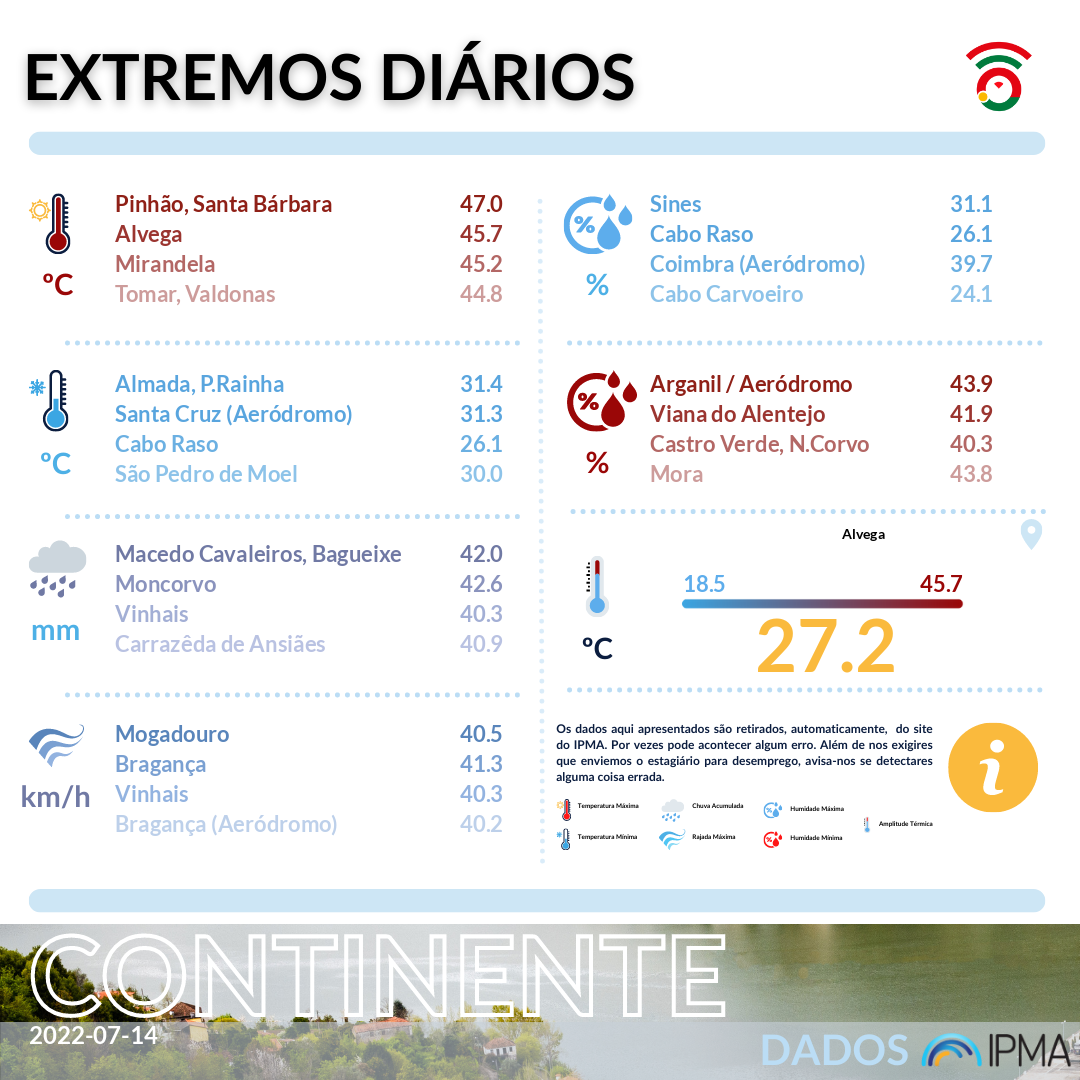 EXTREMOS DIÁRIOS
Pinhão, Santa Bárbara 47.0
Alvega 45.7
Mirandela 45.2
Tomar, Valdonas 44.8
ºC
Almada, P.Rainha 31.4
Santa Cruz (Aeródromo) 31.3
Cabo Raso 26.1
São Pedro de Moel 30.0
ºC
Macedo Cavaleiros, Bagueixe 42.0
Moncorvo 42.6
Vinhais 40.3
Carrazêda de Ansiães 40.9
mm
Mogadouro 40.5
Bragança 41.3
Vinhais 40.3
Bragança (Aeródromo) 40.2
km/h
%
Sines 31.1
Cabo Raso 26.1
Coimbra (Aeródromo) 39.7
Cabo Carvoeiro 24.1
%
%
Arganil / Aeródromo 43.9
Viana do Alentejo 41.9
Castro Verde, N.Corvo 40.3
Mora 43.8
%
Alvega
18.5 45.7
27.2
ºC
Os dados aqui apresentados são retirados, automaticamente, do site
do IPMA. Por vezes pode acontecer algum erro. Além de nos exigires
que enviemos o estagiário para desemprego, avisa-nos se detectares
alguma coisa errada.
i
Temperatura Máxima
Chuva Acumulada
Humidade Máxima
Amplitude Térmica
Temperatura Mínima
Rajada Máxima
Humidade Mínima
CONTINENTE
2022-07-14
DADOS IPMA